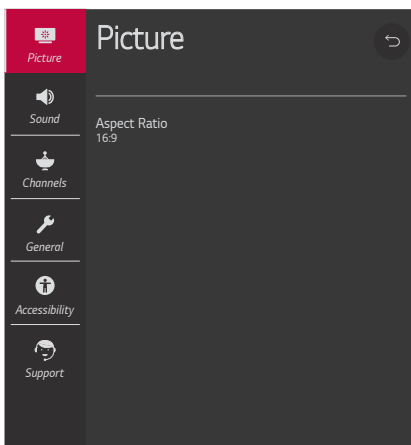 Picture
Picture
Sound
Aspect Ratio
16:9
Channels
General
Accessibility
Support